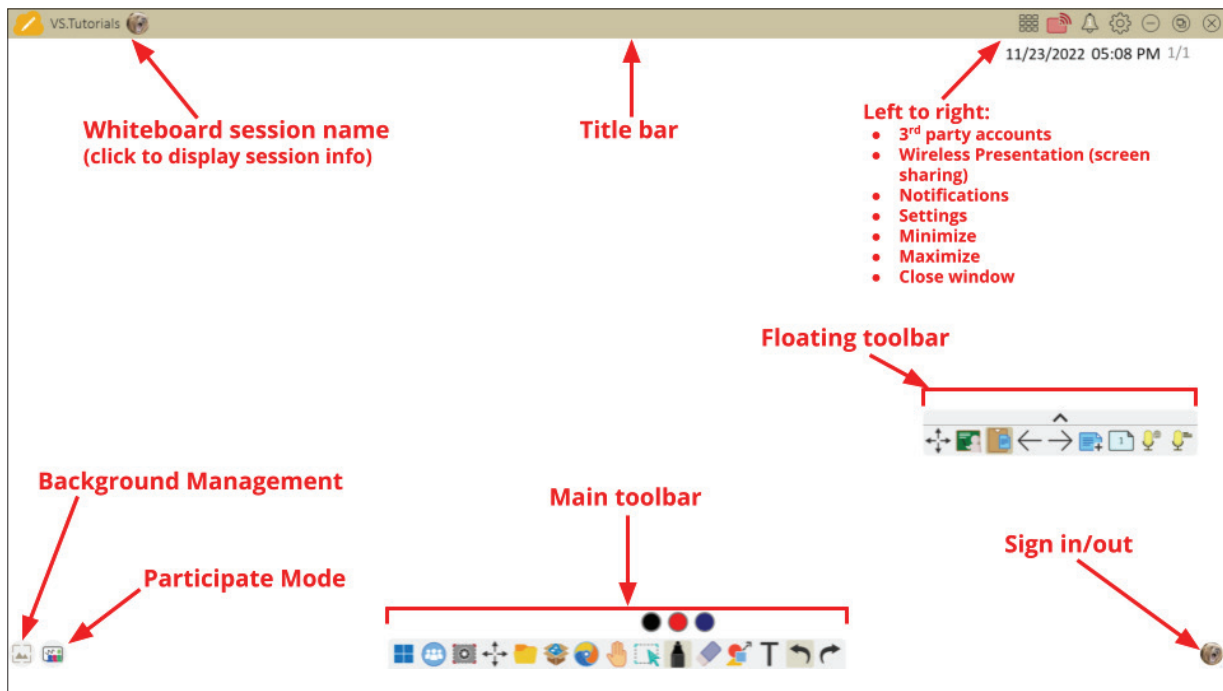 VS.Tutorials
11/23/2022 05:08 PM 1/1
Whiteboard session name
(click to display session info)
Title bar
Left to right:
● 3rd party accounts
● Wireless Presentation (screen
sharing)
● Notifications
● Settings
● Minimize
● Maximize
● Close window
Floating toolbar
1
Background Management
Main toolbar
Sign in/out
Participate Mode
T